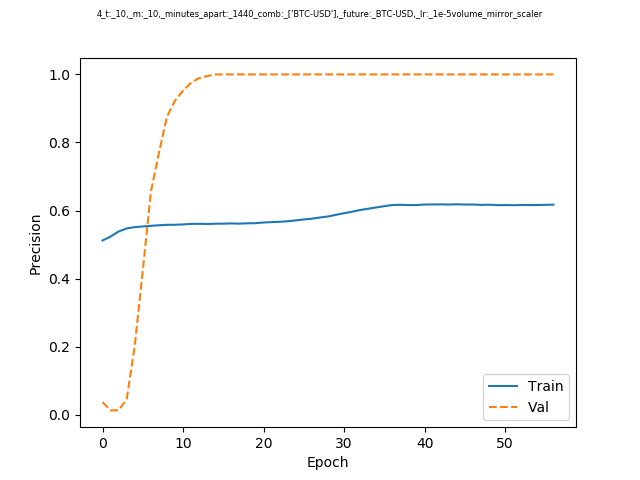 4_t:_10,_m:_10,_minutes_apart:_1440_comb:_['BTC-USD'],_future:_BTC-USD,_lr:_1e-5volume_mirror_scaler
1.0
0.8
0.6
0.4
0.2
0.0
Precision
Train
Val
0 10 20 30 40 50
Epoch